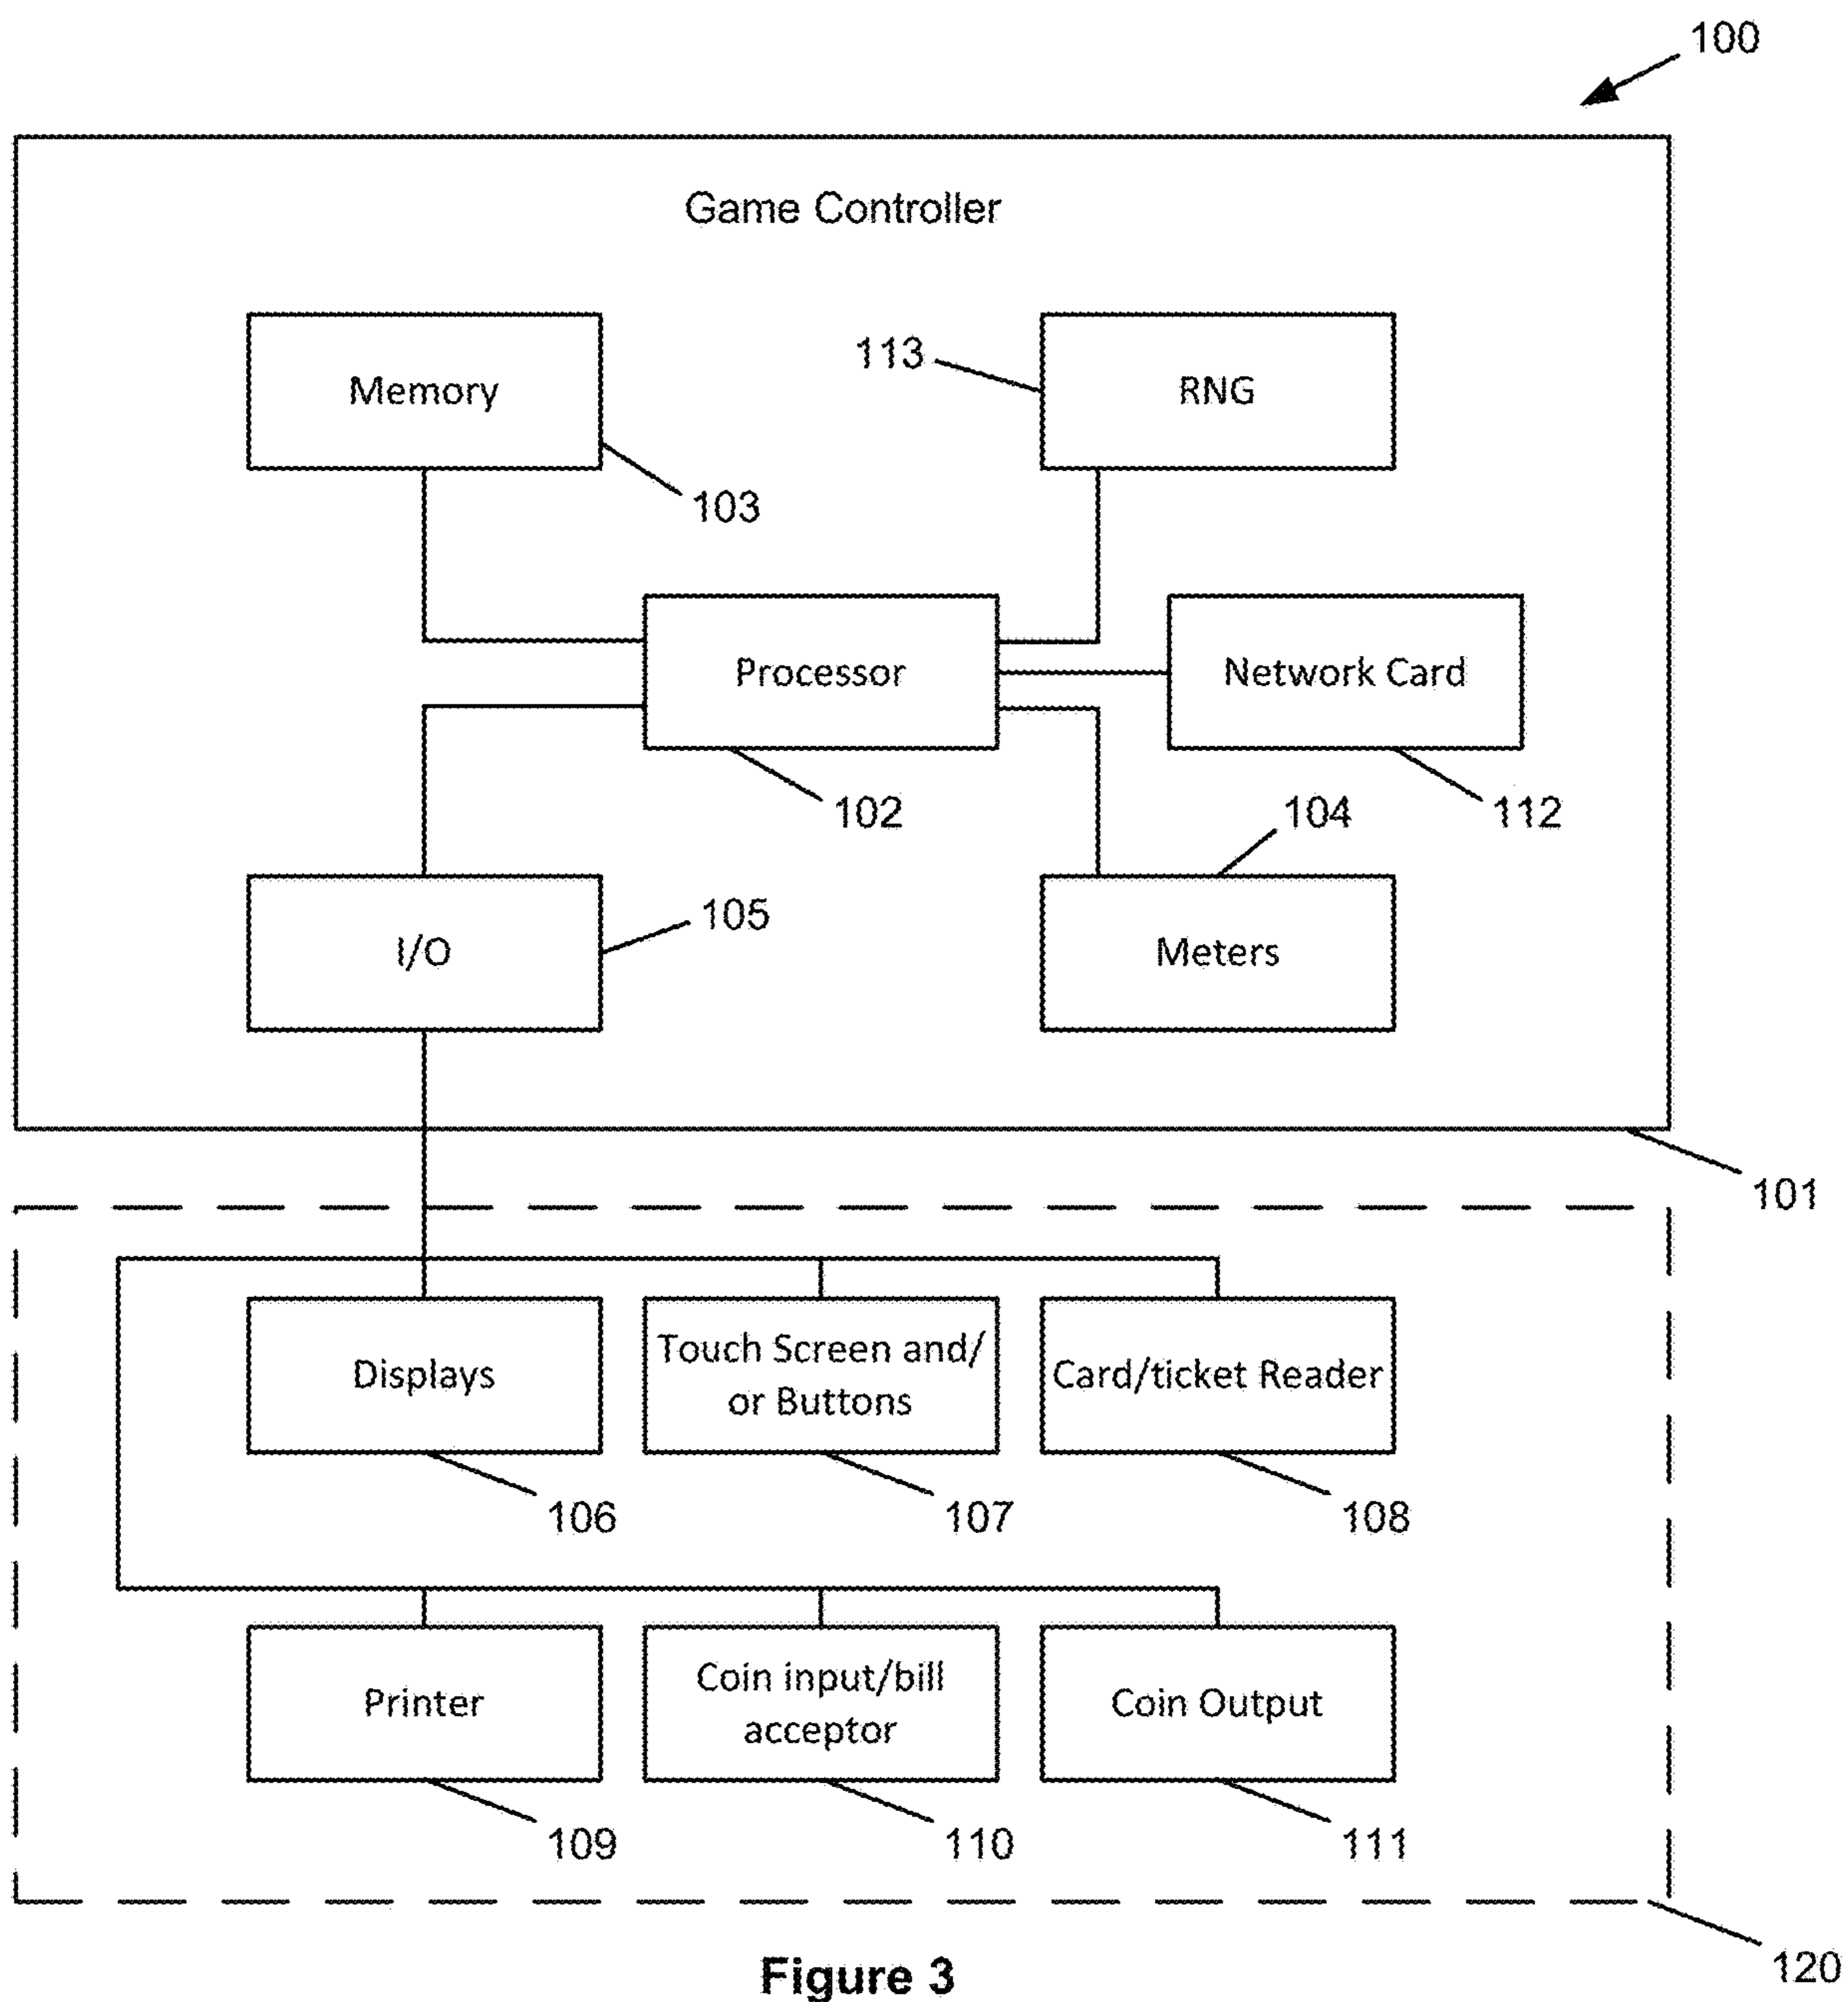 100
Game Controller
Memory
113
RNG
103
Processor
Network Card
102
104
112
105
I/O
Meters
101
Displays
Touch Screen and/
or Buttons
Card/ticket Reader
106
107
108
Printer
Coin input/bill
acceptor
Coin Output
109
110
111
120
Figure 3